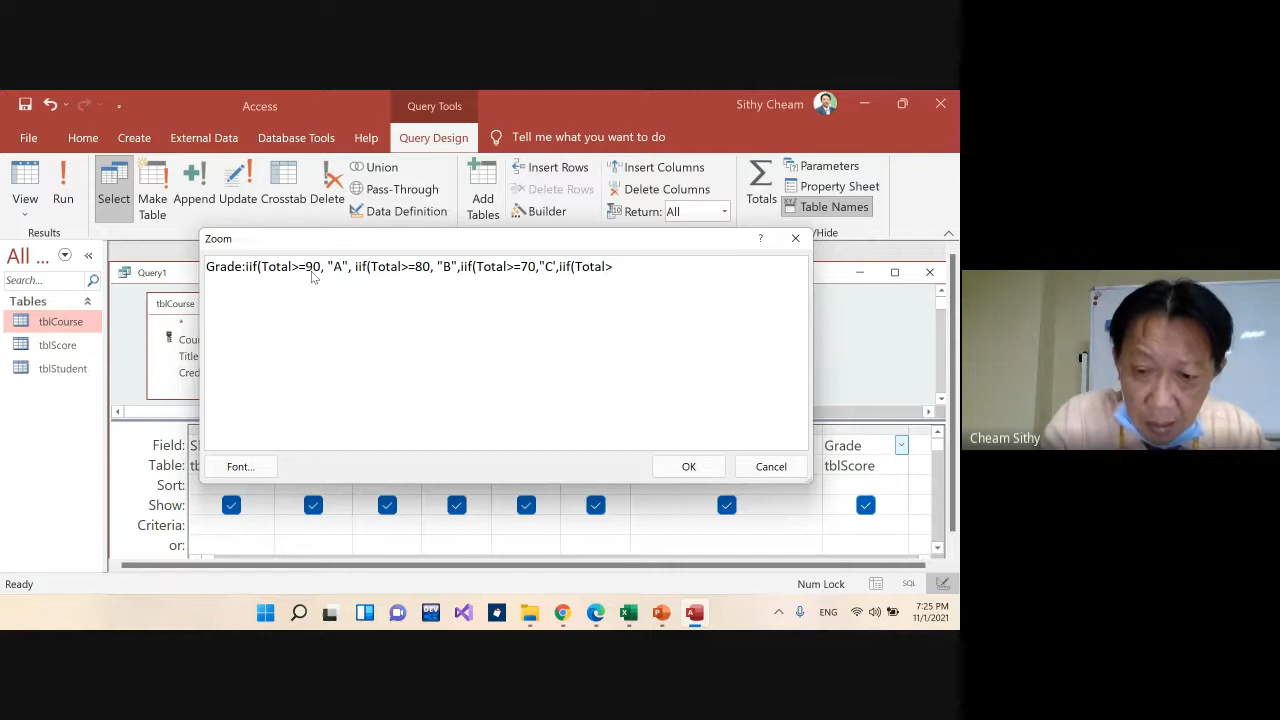 Access
Query Tools
Sithy Cheam
File
Home
Create
External Data
Database Tools
Help
Query Design
Tell me what you want to do
View
Run
Select
Make
Table
Append
Update
Crosstab
Delete
Union
Pass-Through
Data Definition
Add
Tables
Insert Rows
Delete Rows
Builder
Insert Columns
Delete Columns
Return:
All
Totals
Parameters
Property Sheet
Table Names
Results
/Hide
All ...
Search...
Tables
tblCourse
tblScore
tblStudent
Query1
tblCourse
*
Cou
Title
Cred
Zoom
?
Grade:iif(Total>=90, "A", iif(Total>=80, "B",iif(Total>=70,"C",iif(Total>
Font...
OK
Cancel
Field:
Grade
Table:
tblScore
Sort:
Show:
Criteria:
or:
Ready
Num Lock
SQL
DEV
ENG
7:25 PM
11/1/2021
Cheam Sithy